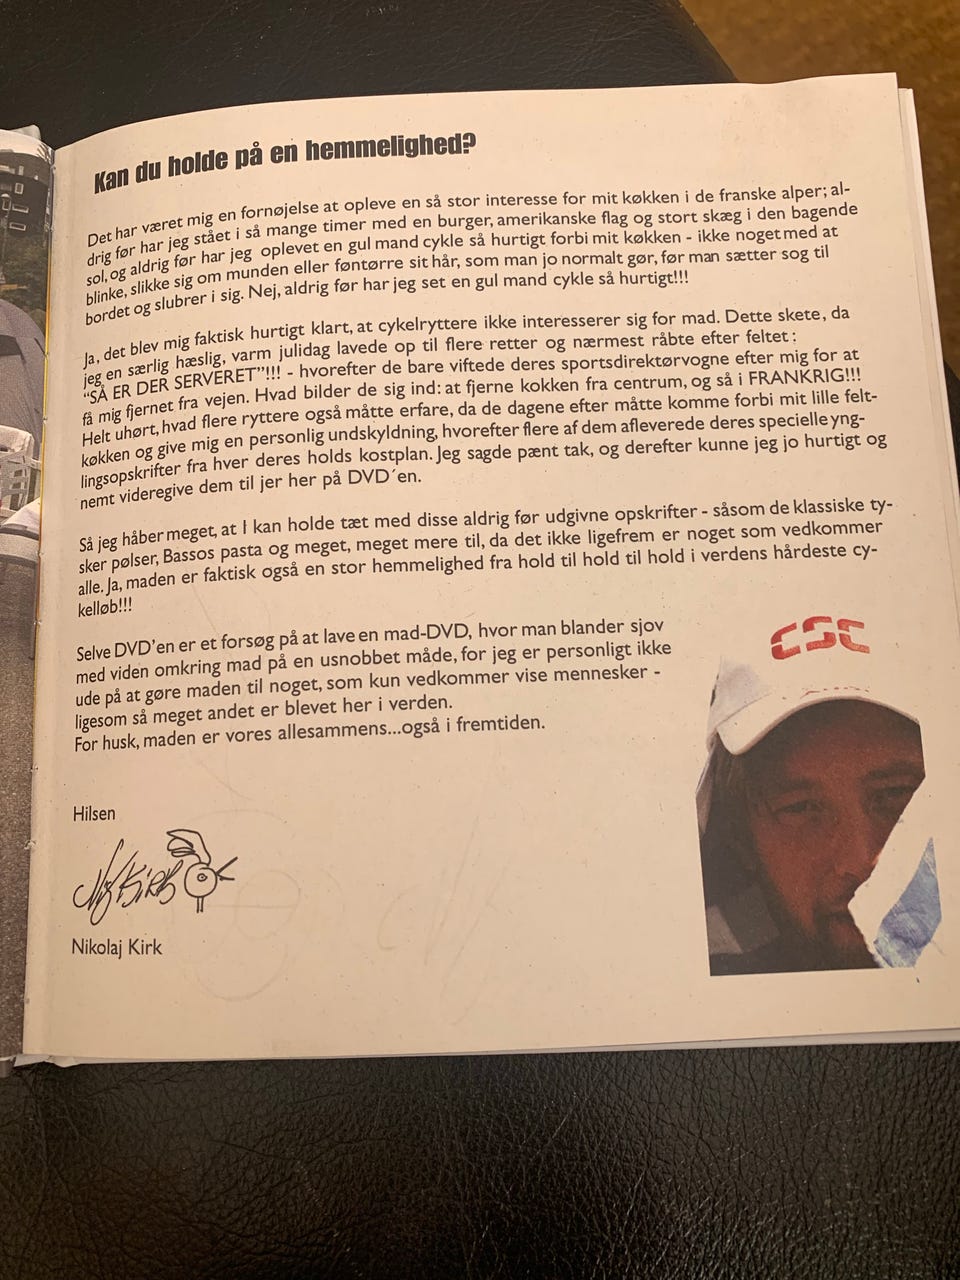 Kan du holde på en hemmelighed?
Det har været mig en fornøjelse at opleve en så stor interesse for mit køkken i de franske alper; al-
drig før har jeg stået i så mange timer med en burger, amerikanske flag og stort skæg i den bagende
sol, og aldrig før har jeg oplevet en gul mand cykle så hurtigt forbi mit køkken - ikke noget med at
blinke, slikke sig om munden eller føntørre sit hår, som man jo normalt gør, før man sætter sog til
bordet og slubrer i sig. Nej, aldrig før har jeg set en gul mand cykle så hurtigt!!!
Ja, det blev mig faktisk hurtigt klart, at cykelryttere ikke interesserer sig for mad. Dette skete, da
jeg en særlig hæslig, varm julidag lavede op til flere retter og nærmest råbte efter feltet:
“SÅ ER DER SERVERET”!!! - hvorefter de bare viftede deres sportsdirektørvogne efter mig for at
få mig fjernet fra vejen. Hvad bilder de sig ind: at fjerne kokken fra centrum, og så i FRANKRIG!!!
Helt uhørt, hvad flere ryttere også måtte erfare, da de dagene efter måtte komme forbi mit lille felt-
køkken og give mig en personlig undskyldning, hvorefter flere af dem afleverede deres specielle yng-
lingsopskrifter fra hver deres holds kostplan. Jeg sagde pænt tak, og derefter kunne jeg jo hurtigt og
nemt videregive dem til jer her på DVD´en.
Så jeg håber meget, at I kan holde tæt med disse aldrig før udgivne opskrifter - såsom de klassiske ty-
sker pølser, Bassos pasta og meget, meget mere til, da det ikke ligefrem er noget som vedkommer
alle. Ja, maden er faktisk også en stor hemmelighed fra hold til hold til hold i verdens hårdeste cy-
kelløb!!!
Selve DVD’en er et forsøg på at lave en mad-DVD, hvor man blander sjov
med viden omkring mad på en usnobbet måde, for jeg er personligt ikke
ude på at gøre maden til noget, som kun vedkommer vise mennesker -
ligesom så meget andet er blevet her i verden.
For husk, maden er vores allesammens...også i fremtiden.
CSC
Hilsen
Nik Kirk
Nikolaj Kirk